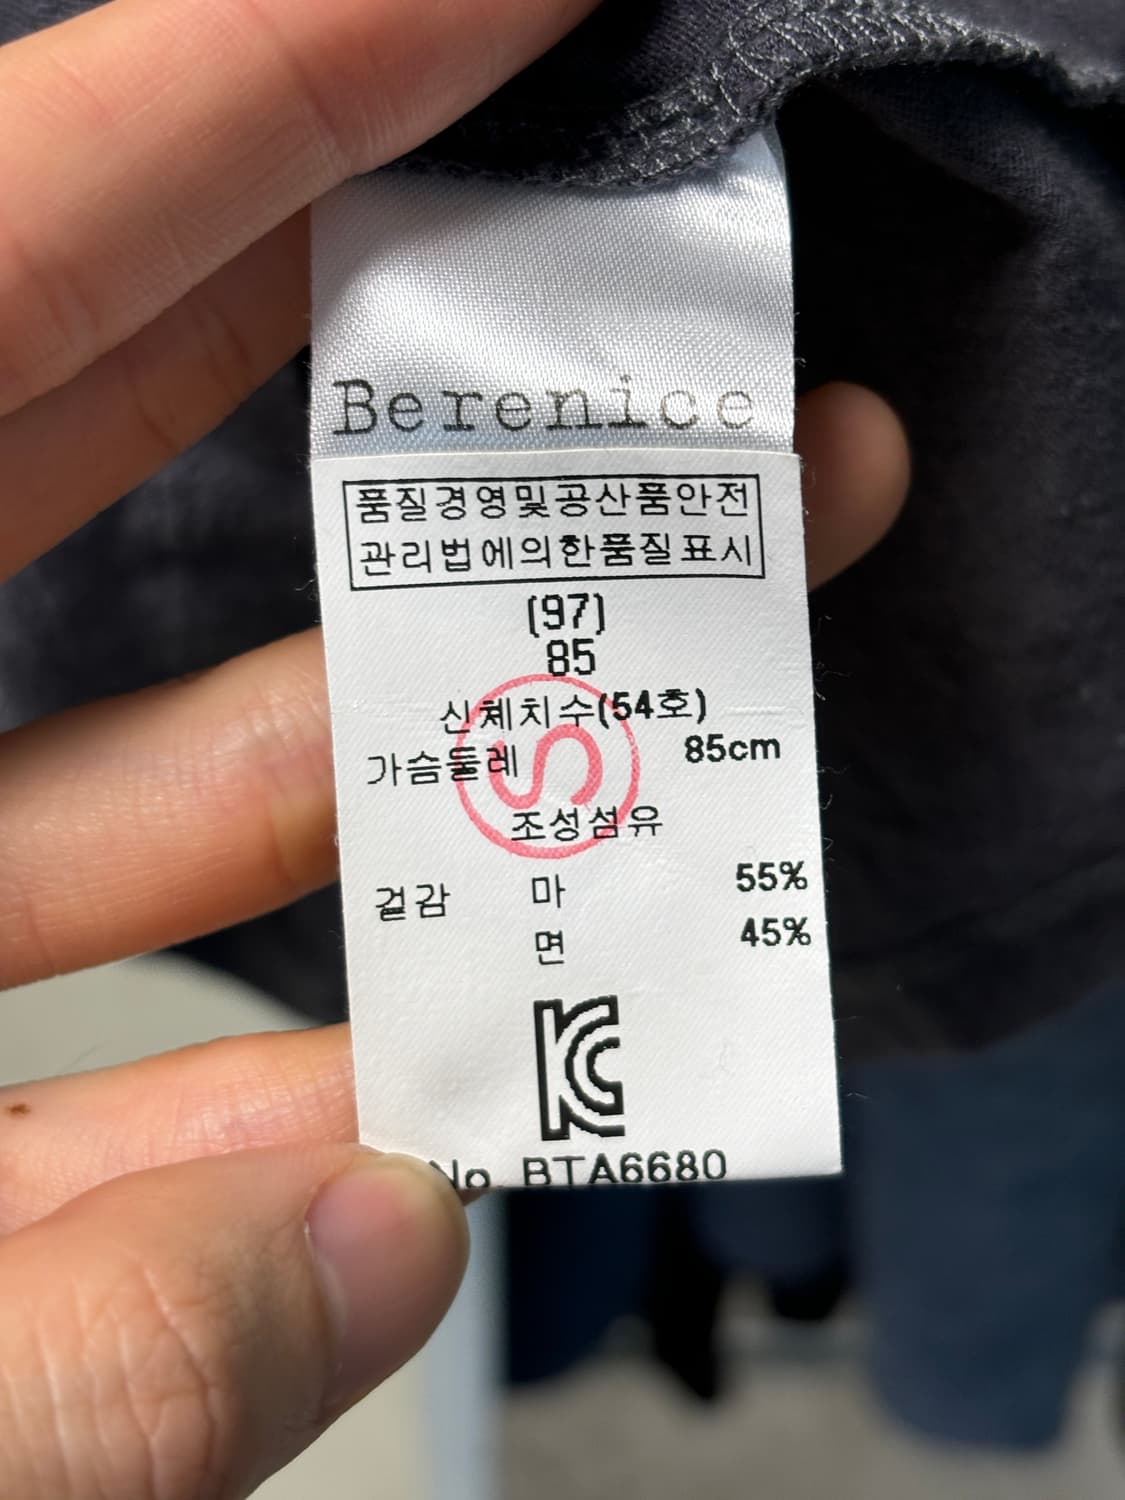 Berenice
품질경영및공산품안전
관리법에의한품질표시
(97)
85
신체치수(54호)
가슴둘레 85cm
S
조성섬유
겉감 마 55%
면 45%
KC
No. BTA6680